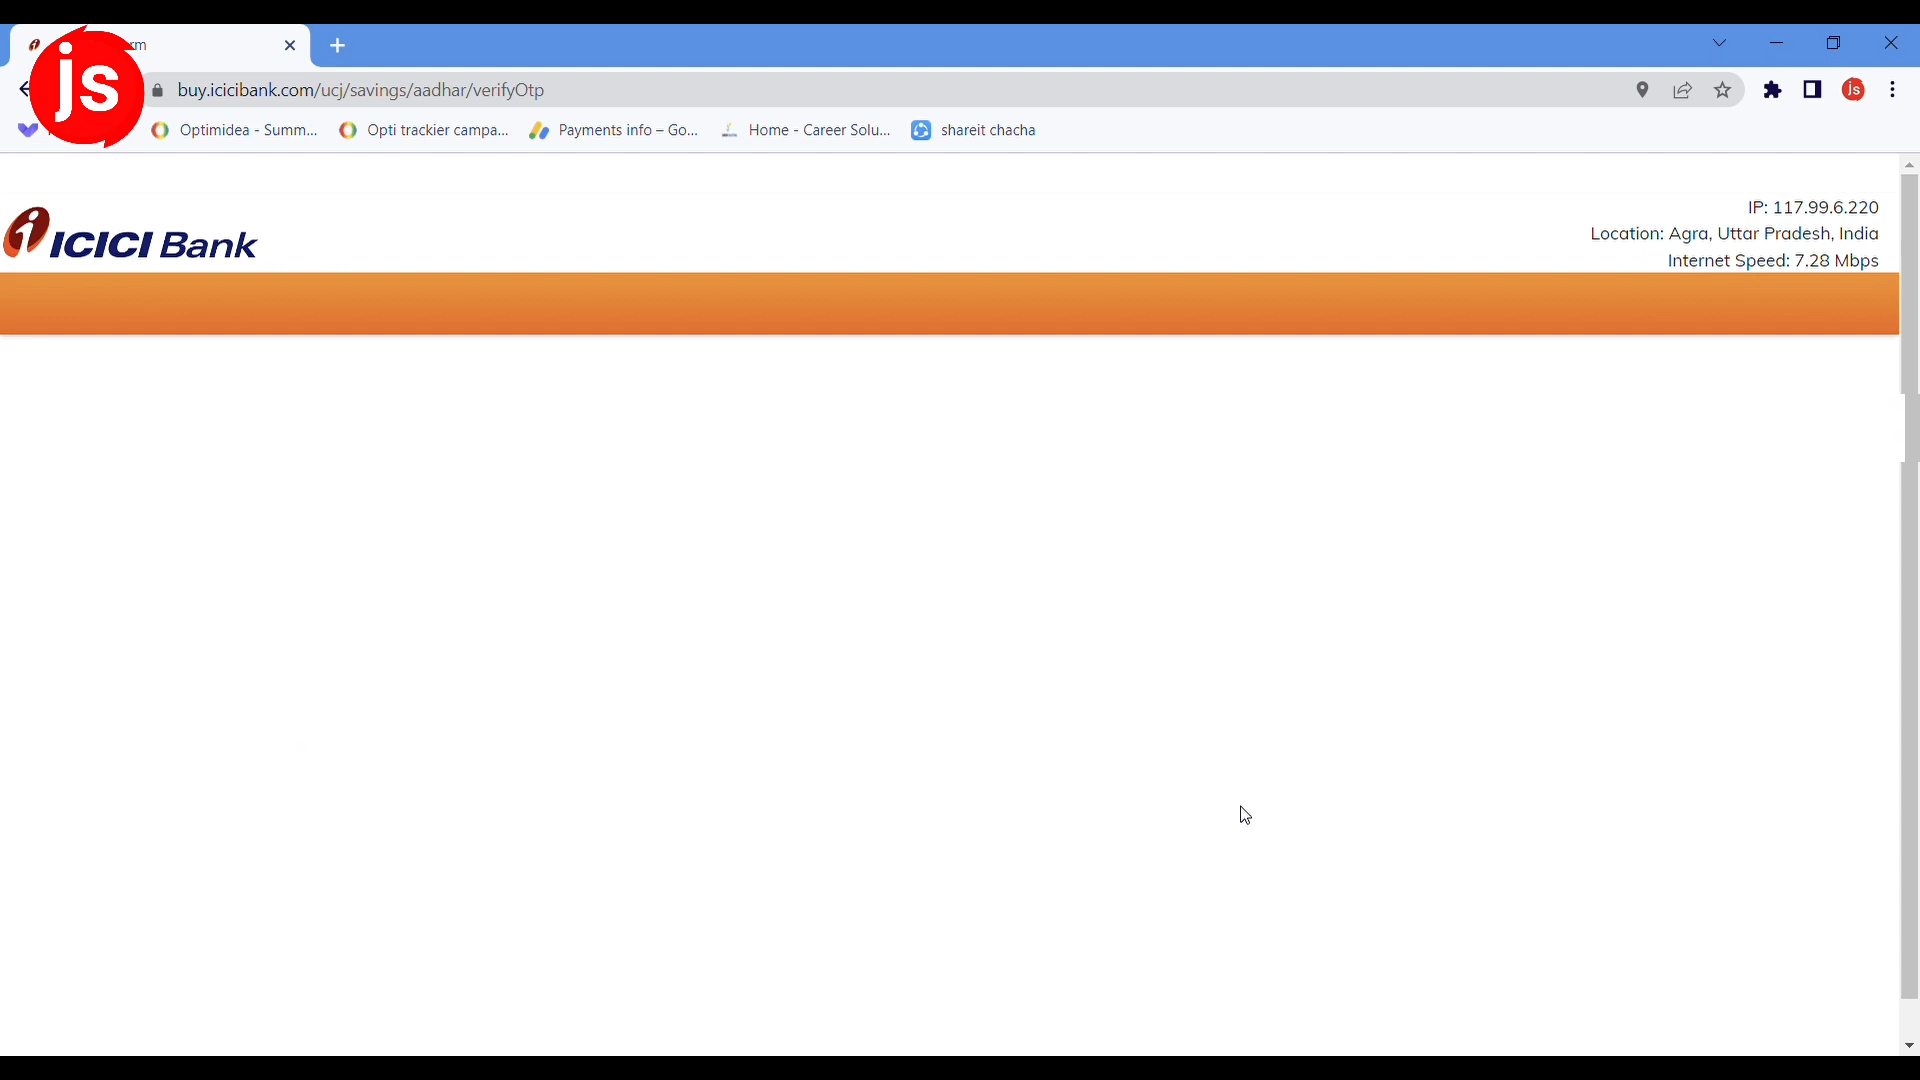 rm
js
buy.icicibank.com/ucj/savings/aadhar/verifyOtp
js
Optimidea - Summ...
Opti trackier campa...
Payments info – Go...
Home - Career Solu...
shareit chacha
ICICI Bank
IP: 117.99.6.220
Location: Agra, Uttar Pradesh, India
Internet Speed: 7.28 Mbps